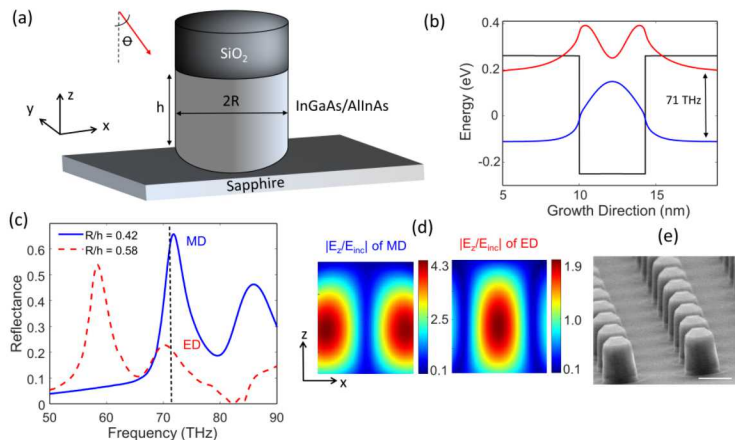 (a)
Θ
SiO2
h
2R
InGaAs/AlInAs
z
y
x
Sapphire
(b)
0.4
0.2
0
-0.2
Energy (eV)
71 THz
5
10
15
Growth Direction (nm)
(c)
R/h = 0.42
R/h = 0.58
MD
ED
0.6
0.5
0.4
0.3
0.2
0.1
0
Reflectance
50
60
70
80
90
Frequency (THz)
(d)
|Ez/Einc| of MD
|Ez/Einc| of ED
4.3
2.5
0.1
1.9
1.0
0.1
z
x
(e)